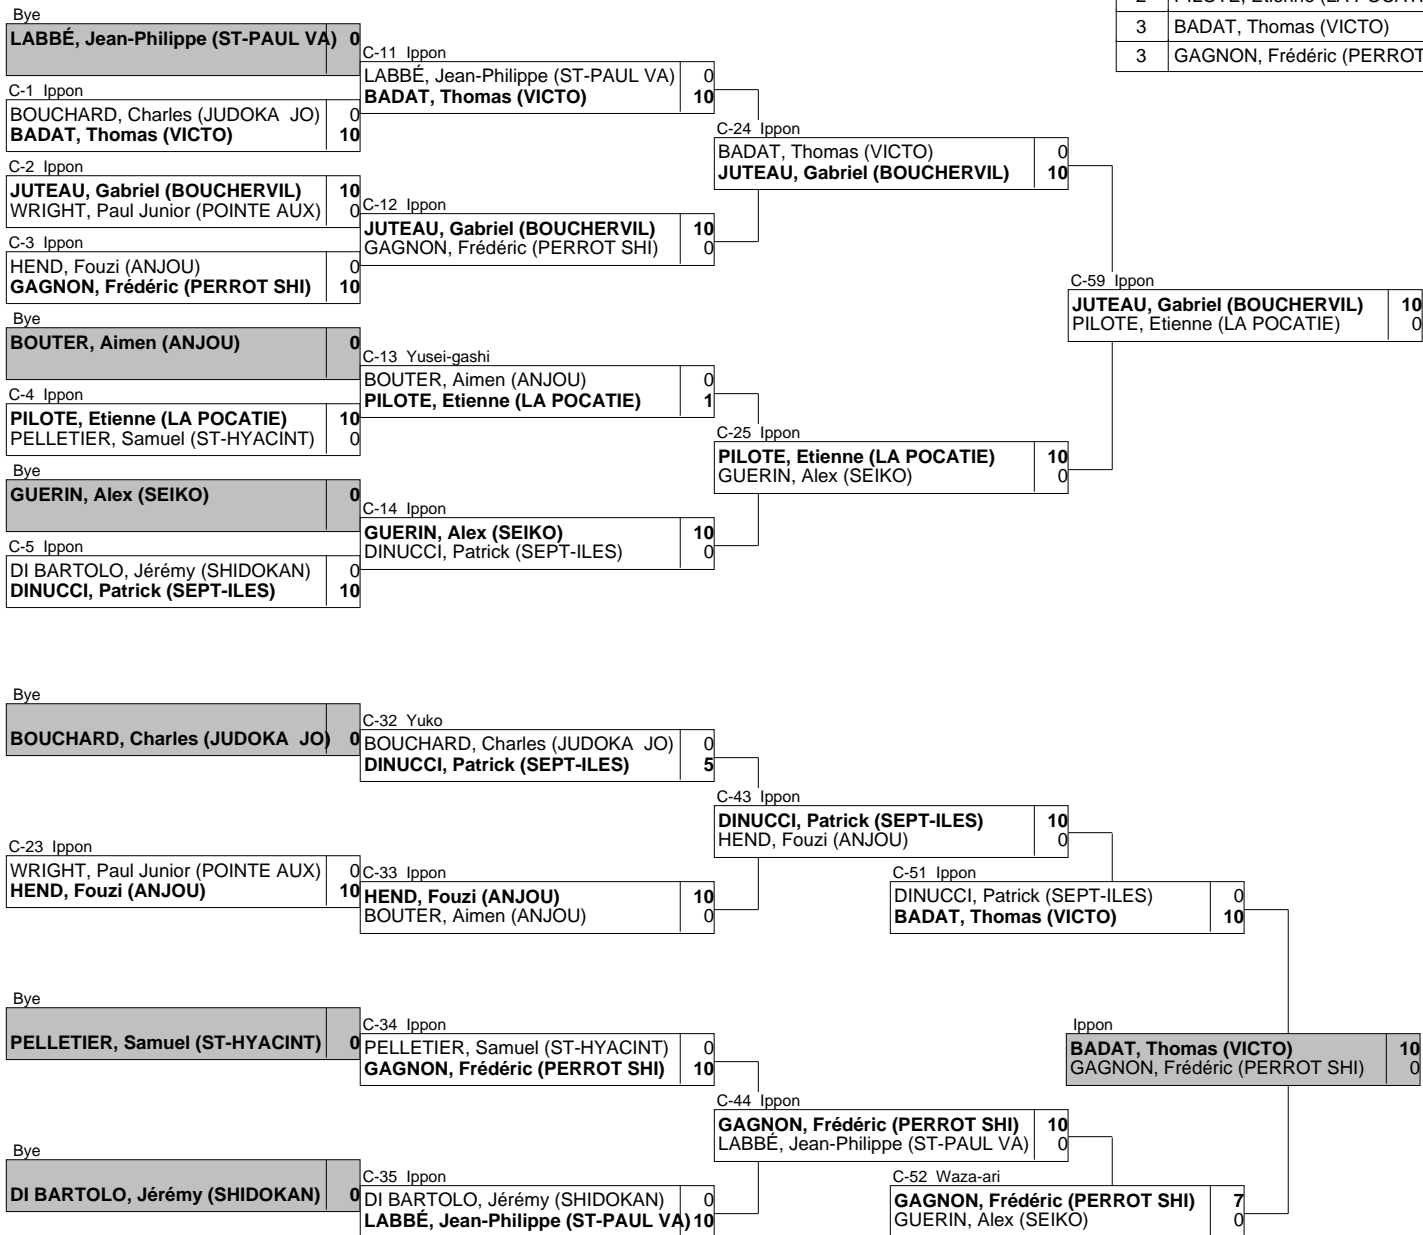 2 PILOTE, Etienne (LA POCATI
3 BADAT, Thomas (VICTO)
3 GAGNON, Frédéric (PERROT
Bye
LABBÉ, Jean-Philippe (ST-PAUL VA) 0
C-1 Ippon
BOUCHARD, Charles (JUDOKA JO) 0
BADAT, Thomas (VICTO) 10
C-2 Ippon
JUTEAU, Gabriel (BOUCHERVIL) 10
WRIGHT, Paul Junior (POINTE AUX) 0
C-3 Ippon
HEND, Fouzi (ANJOU) 0
GAGNON, Frédéric (PERROT SHI) 10
Bye
BOUTER, Aimen (ANJOU) 0
C-4 Ippon
PILOTE, Etienne (LA POCATIE) 10
PELLETIER, Samuel (ST-HYACINT) 0
Bye
GUERIN, Alex (SEIKO) 0
C-5 Ippon
DI BARTOLO, Jérémy (SHIDOKAN) 0
DINUCCI, Patrick (SEPT-ILES) 10
C-11 Ippon
LABBÉ, Jean-Philippe (ST-PAUL VA) 0
BADAT, Thomas (VICTO) 10
C-12 Ippon
JUTEAU, Gabriel (BOUCHERVIL) 10
GAGNON, Frédéric (PERROT SHI) 0
C-13 Yusei-gashi
BOUTER, Aimen (ANJOU) 0
PILOTE, Etienne (LA POCATIE) 1
C-14 Ippon
GUERIN, Alex (SEIKO) 10
DINUCCI, Patrick (SEPT-ILES) 0
C-24 Ippon
BADAT, Thomas (VICTO) 0
JUTEAU, Gabriel (BOUCHERVIL) 10
C-25 Ippon
PILOTE, Etienne (LA POCATIE) 10
GUERIN, Alex (SEIKO) 0
C-59 Ippon
JUTEAU, Gabriel (BOUCHERVIL) 10
PILOTE, Etienne (LA POCATIE) 0
Bye
BOUCHARD, Charles (JUDOKA JO) 0
C-23 Ippon
WRIGHT, Paul Junior (POINTE AUX) 0
HEND, Fouzi (ANJOU) 10
Bye
PELLETIER, Samuel (ST-HYACINT) 0
Bye
DI BARTOLO, Jérémy (SHIDOKAN) 0
C-32 Yuko
BOUCHARD, Charles (JUDOKA JO) 0
DINUCCI, Patrick (SEPT-ILES) 5
C-33 Ippon
HEND, Fouzi (ANJOU) 10
BOUTER, Aimen (ANJOU) 0
C-34 Ippon
PELLETIER, Samuel (ST-HYACINT) 0
GAGNON, Frédéric (PERROT SHI) 10
C-35 Ippon
DI BARTOLO, Jérémy (SHIDOKAN) 0
LABBÉ, Jean-Philippe (ST-PAUL VA) 10
C-43 Ippon
DINUCCI, Patrick (SEPT-ILES) 10
HEND, Fouzi (ANJOU) 0
C-44 Ippon
GAGNON, Frédéric (PERROT SHI) 10
LABBÉ, Jean-Philippe (ST-PAUL VA) 0
C-51 Ippon
DINUCCI, Patrick (SEPT-ILES) 0
BADAT, Thomas (VICTO) 10
C-52 Waza-ari
GAGNON, Frédéric (PERROT SHI) 7
GUERIN, Alex (SEIKO) 0
Ippon
BADAT, Thomas (VICTO) 10
GAGNON, Frédéric (PERROT SHI) 0